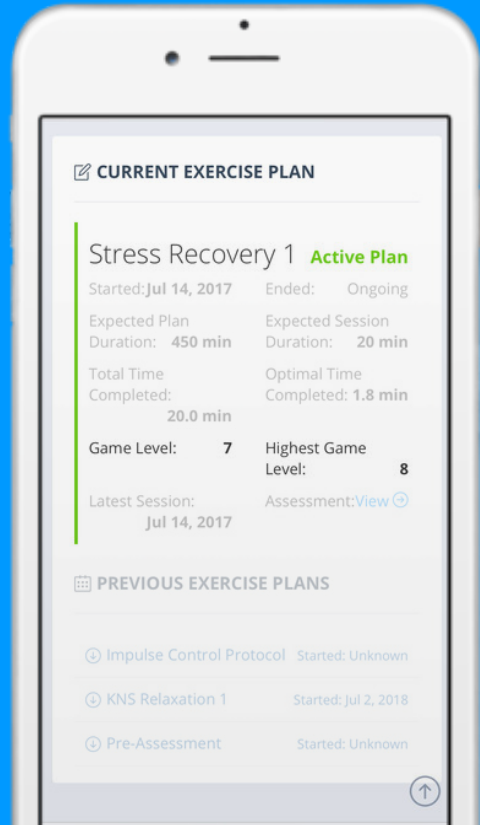 CURRENT EXERCISE PLAN
Stress Recovery 1 Active Plan
Started: Jul 14, 2017 Ended: Ongoing
Expected Plan Expected Session
Duration: 450 min Duration: 20 min
Total Time Optimal Time
Completed: Completed: 1.8 min
20.0 min
Game Level: 7 Highest Game
Level: 8
Latest Session: Assessment: View
Jul 14, 2017
PREVIOUS EXERCISE PLANS
Impulse Control Protocol Started: Unknown
KNS Relaxation 1 Started: Jul 2, 2018
Pre-Assessment Started: Unknown